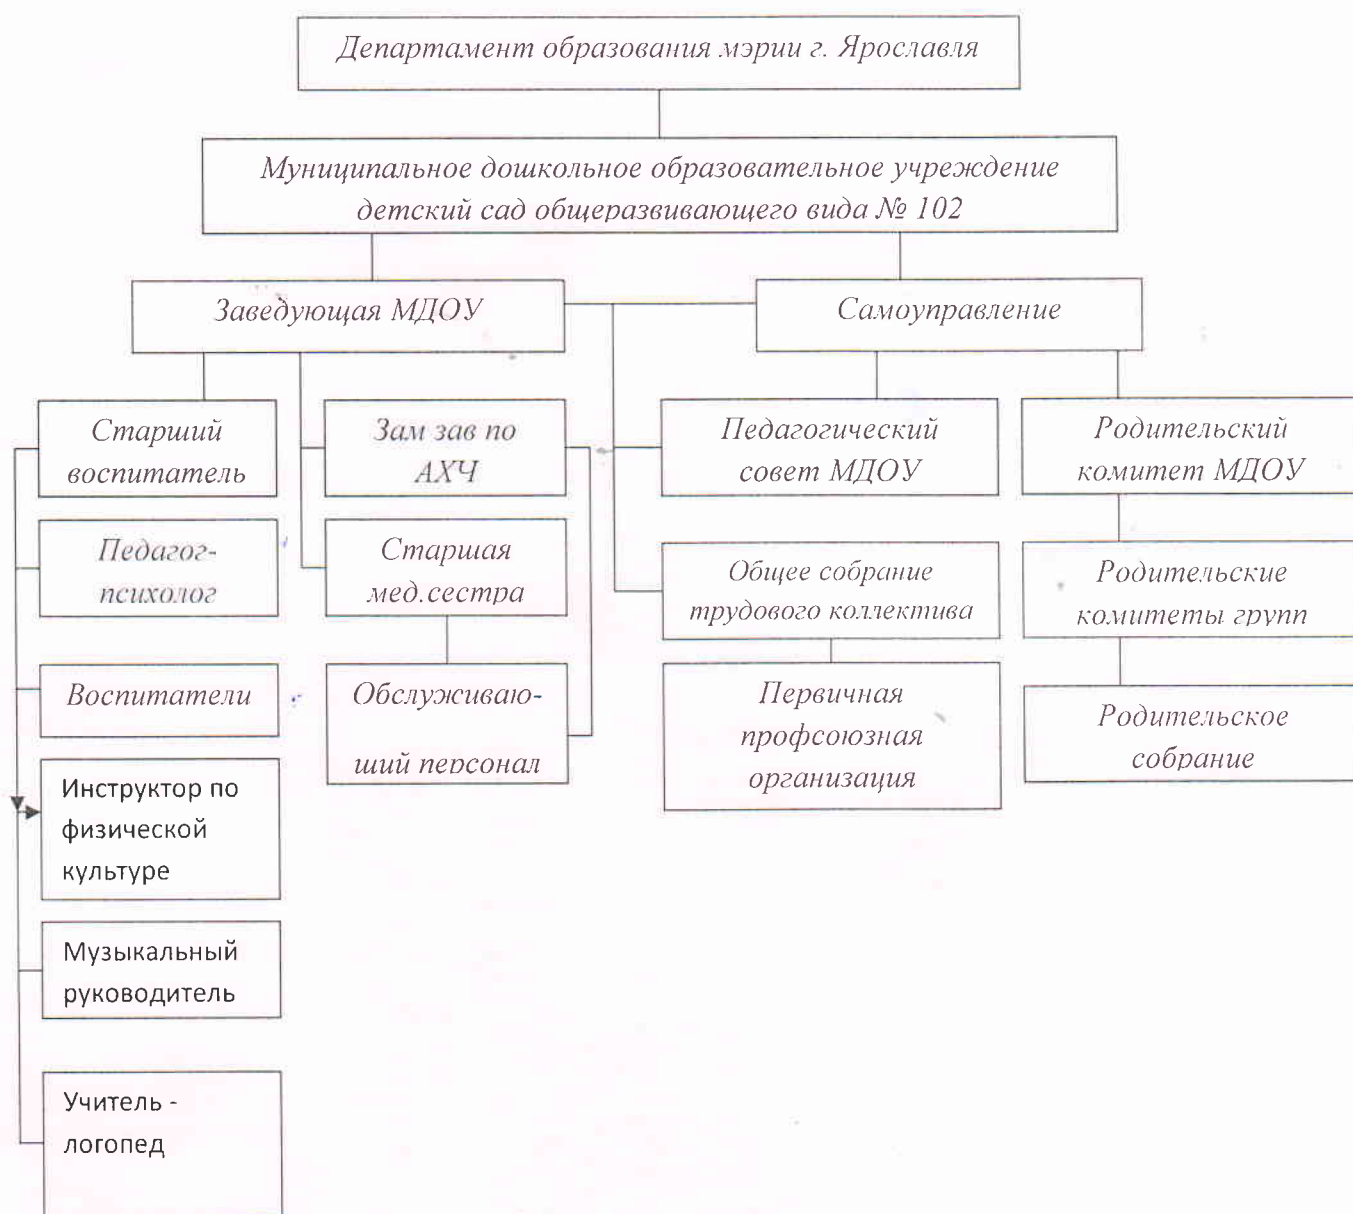 Департамент образования мэрии г. Ярославля
Муниципальное дошкольное образовательное учреждение
детский сад общеразвивающего вида № 102
Заведующая МДОУ
Самоуправление
Старший
воспитатель
Зам зав по
АХЧ
Педагогический
совет МДОУ
Родительский
комитет МДОУ
Педагог-
психолог
Старшая
мед.сестра
Общее собрание
трудового коллектива
Родительские
комитеты групп
Воспитатели
Обслуживаю-
щий персонал
Первичная
профсоюзная
организация
Родительское
собрание
Инструктор по
физической
культуре
Музыкальный
руководитель
Учитель -
логопед